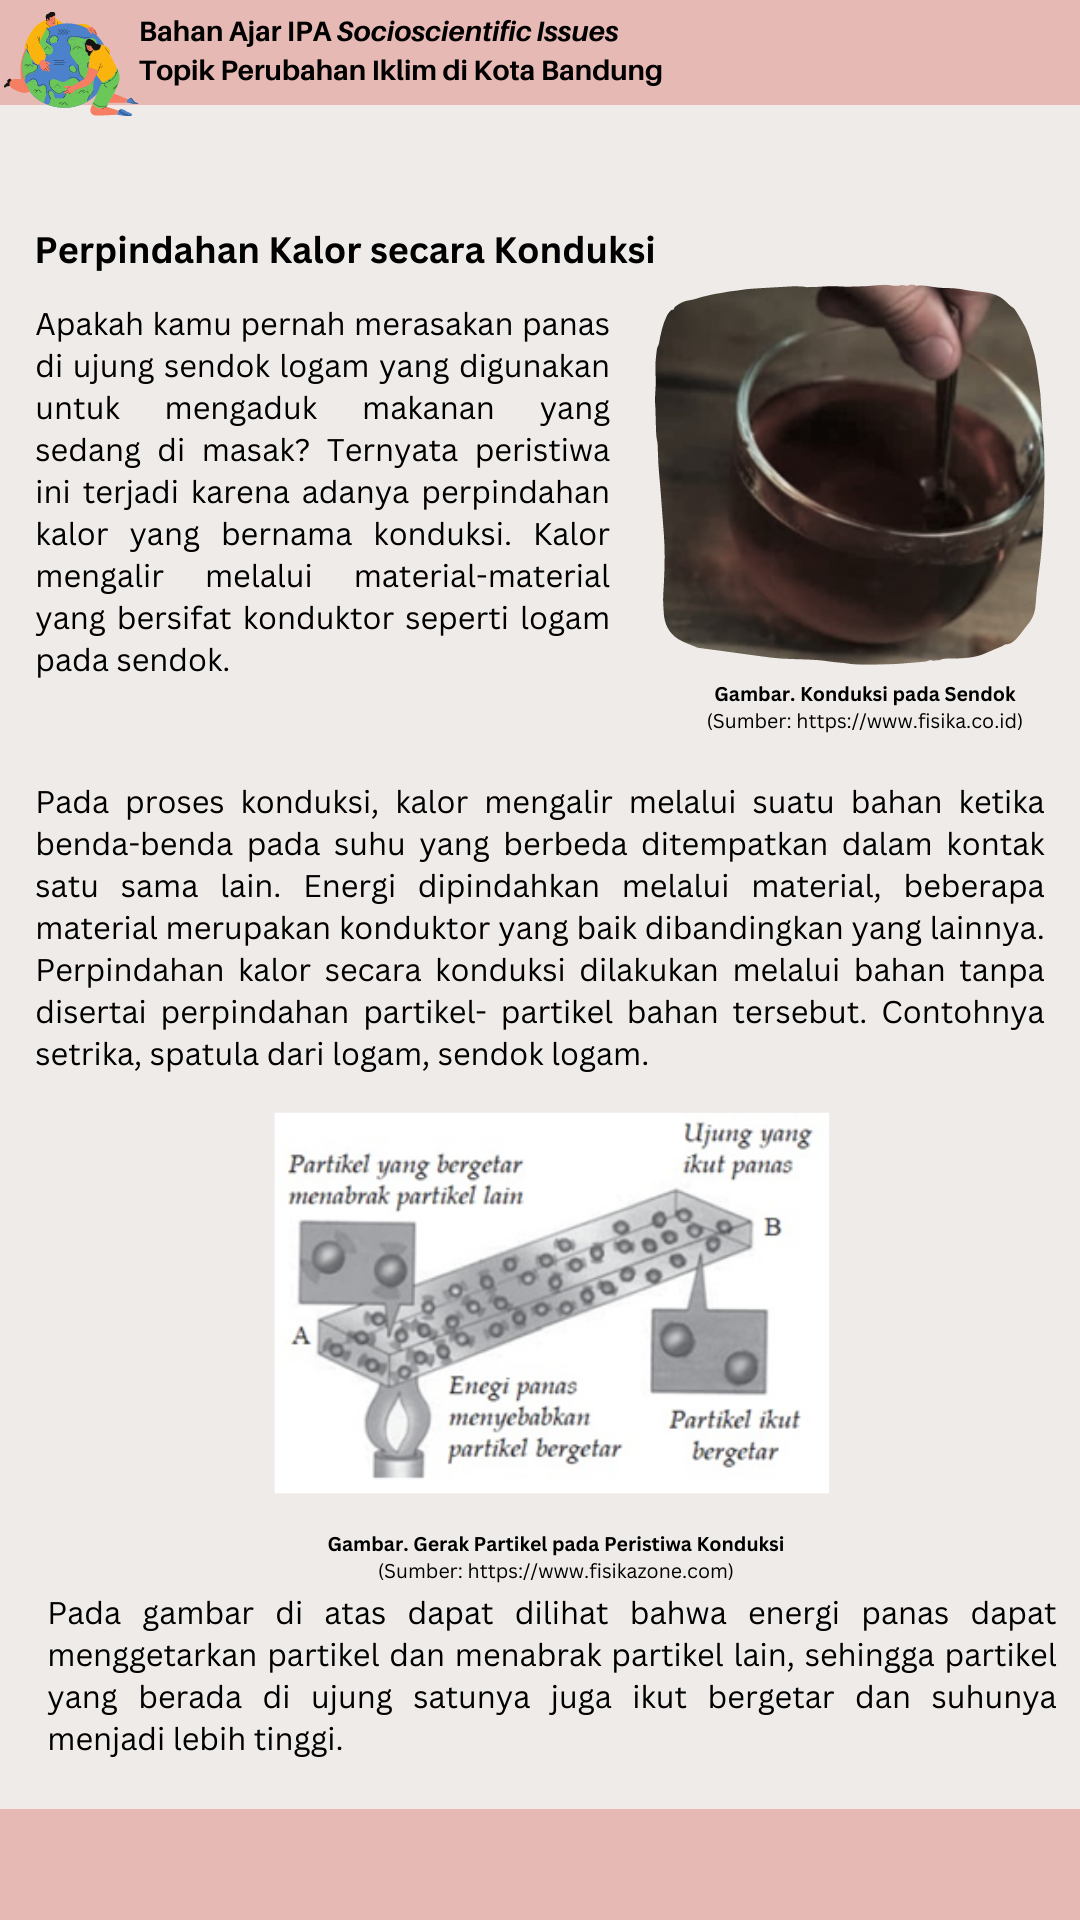 Bahan Ajar IPA Socioscientific Issues
Topik Perubahan Iklim di Kota Bandung
Perpindahan Kalor secara Konduksi
Apakah kamu pernah merasakan panas
di ujung sendok logam yang digunakan
untuk mengaduk makanan yang
sedang di masak? Ternyata peristiwa
ini terjadi karena adanya perpindahan
kalor yang bernama konduksi. Kalor
mengalir melalui material-material
yang bersifat konduktor seperti logam
pada sendok.
Gambar. Konduksi pada Sendok
(Sumber: https://www.fisika.co.id)
Pada proses konduksi, kalor mengalir melalui suatu bahan ketika
benda-benda pada suhu yang berbeda ditempatkan dalam kontak
satu sama lain. Energi dipindahkan melalui material, beberapa
material merupakan konduktor yang baik dibandingkan yang lainnya.
Perpindahan kalor secara konduksi dilakukan melalui bahan tanpa
disertai perpindahan partikel- partikel bahan tersebut. Contohnya
setrika, spatula dari logam, sendok logam.
Ujung yang
ikut panas
Partikel yang bergetar
menabrak partikel lain
B
A
Enegi panas
menyebabkan
partikel bergetar
Partikel ikut
bergetar
Gambar. Gerak Partikel pada Peristiwa Konduksi
(Sumber: https://www.fisikazone.com)
Pada gambar di atas dapat dilihat bahwa energi panas dapat
menggetarkan partikel dan menabrak partikel lain, sehingga partikel
yang berada di ujung satunya juga ikut bergetar dan suhunya
menjadi lebih tinggi.